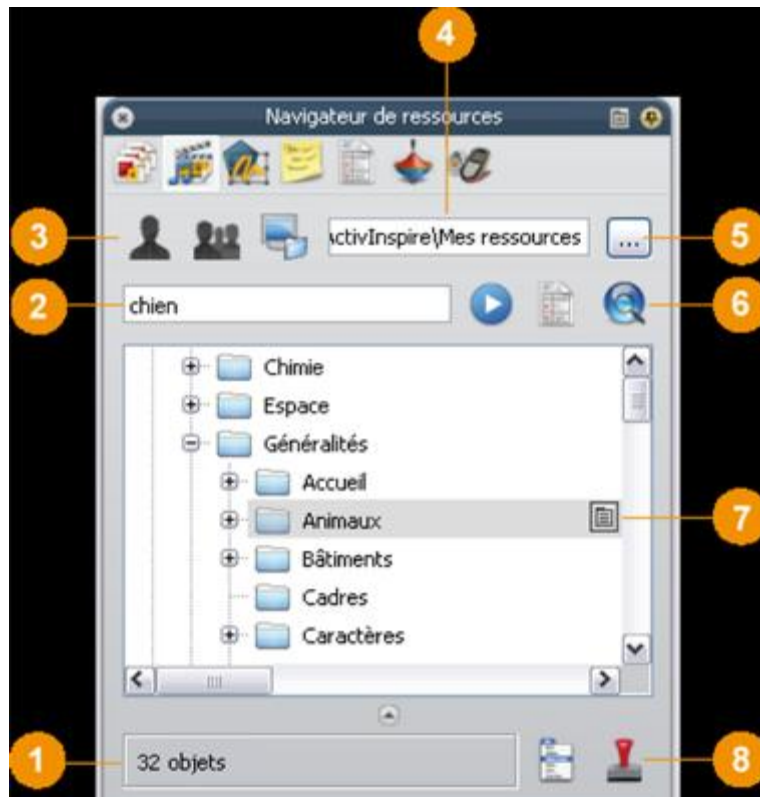 4
Navigateur de ressources
3
ctivInspire\Mes ressources
...
5
2
chien
6
Chimie
Espace
Généralités
Accueil
Animaux
7
Bâtiments
Cadres
Caractères
1
32 objets
8